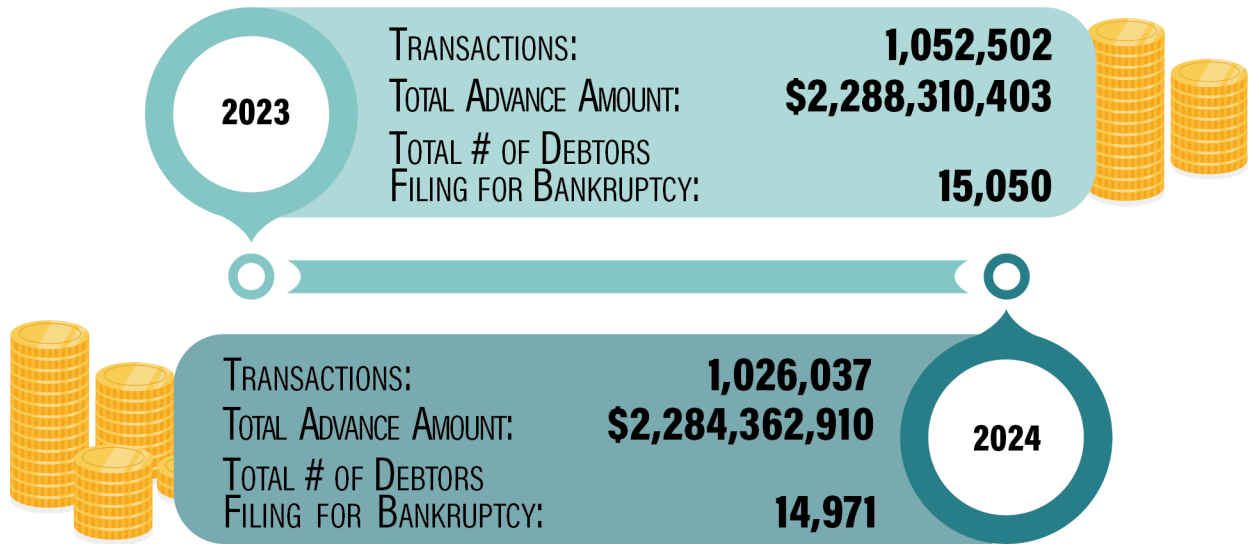 2023
Transactions: 1,052,502
Total Advance Amount: $2,288,310,403
Total # of Debtors
Filing for Bankruptcy: 15,050
Transactions: 1,026,037
Total Advance Amount: $2,284,362,910
Total # of Debtors
Filing for Bankruptcy: 14,971
2024